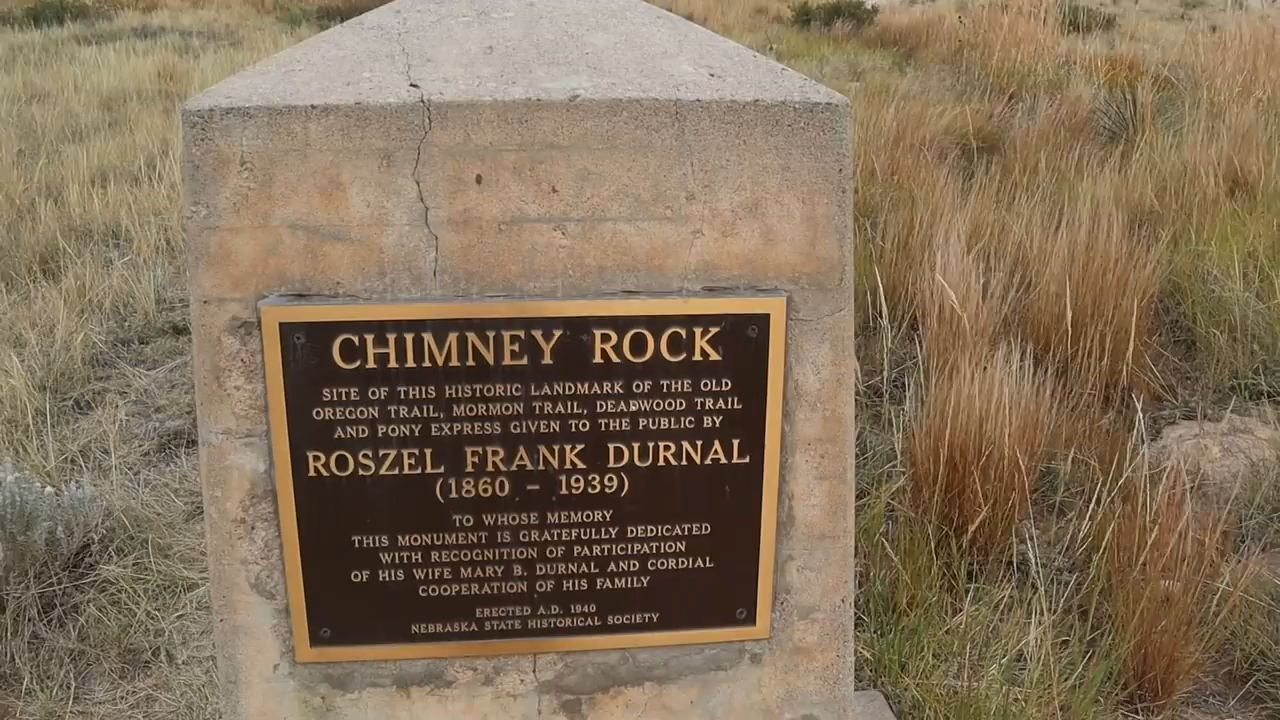 CHIMNEY ROCK
SITE OF THIS HISTORIC LANDMARK OF THE OLD
OREGON TRAIL, MORMON TRAIL, DEADWOOD TRAIL
AND PONY EXPRESS GIVEN TO THE PUBLIC BY
ROSZEL FRANK DURNAL
(1860 - 1939)
TO WHOSE MEMORY
THIS MONUMENT IS GRATEFULLY DEDICATED
WITH RECOGNITION OF PARTICIPATION
OF HIS WIFE MARY B. DURNAL AND CORDIAL
COOPERATION OF HIS FAMILY
ERECTED A.D. 1940
NEBRASKA STATE HISTORICAL SOCIETY